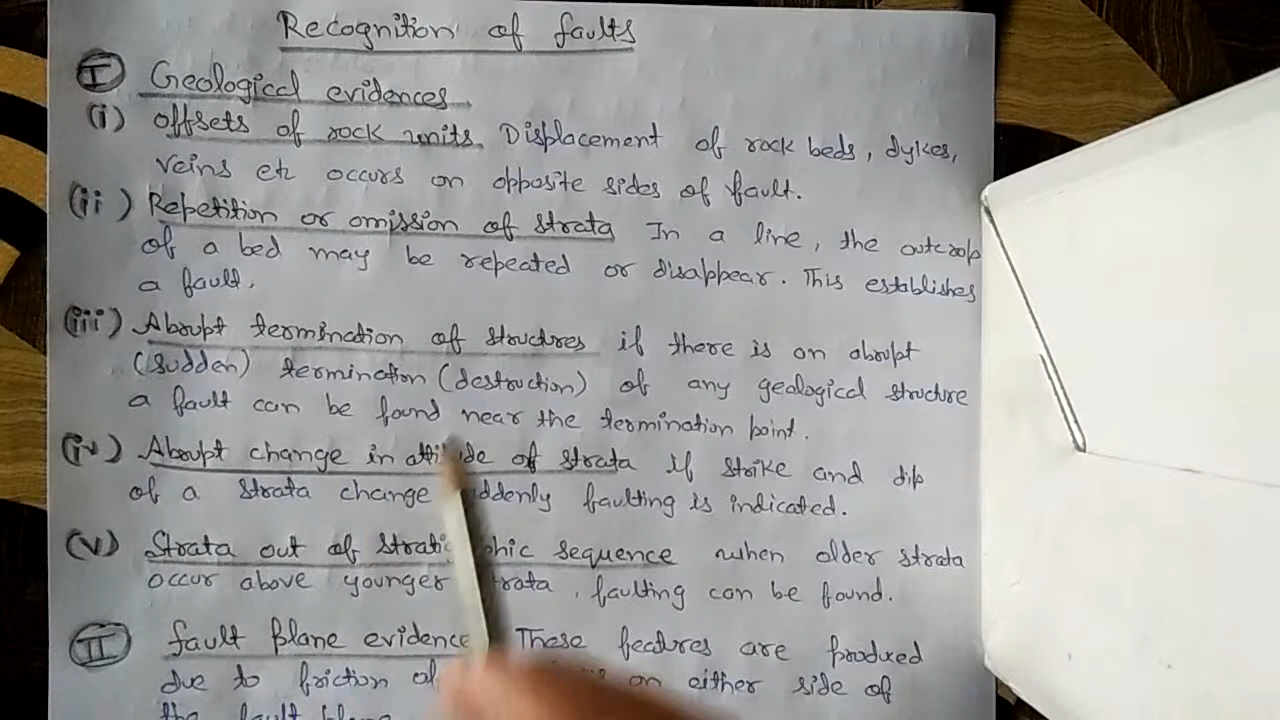 Recognition of faults
I Geological evidences
(i) offsets of rock units. Displacement of rock beds, dykes,
veins etc occurs on opposite sides of fault.
(ii) Repetition or omission of strata In a line, the outcrop
of a bed may be repeated or disappear. This establishes
a fault.
(iii) Abrupt termination of structures if there is an abrupt
(sudden) termination (destruction) of any geological structure
a fault can be found near the termination point.
(iv) Abrupt change in attitude of strata if strike and dip
of a strata change suddenly faulting is indicated.
(v) Strata out of stratigraphic sequence when older strata
occur above younger strata, faulting can be found.
II fault plane evidence These features are produced
due to friction of on either side of
the fault plane